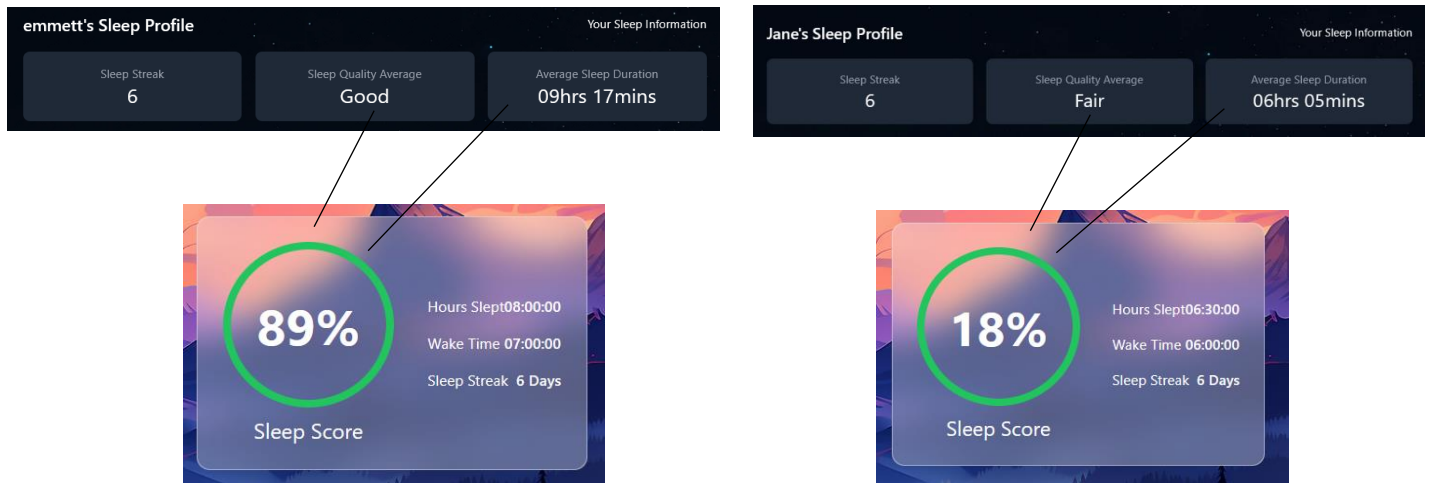 emmett's Sleep Profile
Your Sleep Information
Sleep Streak
6
Sleep Quality Average
Good
Average Sleep Duration
09hrs 17mins
89%
Sleep Score
Hours Slept08:00:00
Wake Time 07:00:00
Sleep Streak 6 Days
Jane's Sleep Profile
Your Sleep Information
Sleep Streak
6
Sleep Quality Average
Fair
Average Sleep Duration
06hrs 05mins
18%
Sleep Score
Hours Slept06:30:00
Wake Time 06:00:00
Sleep Streak 6 Days